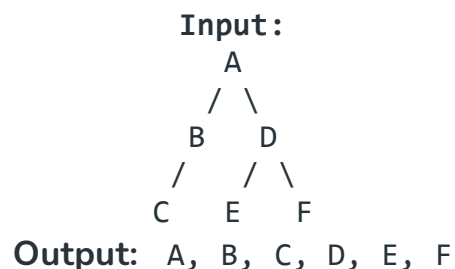 Input:
A
/ \
B D
/ / \
C E F
Output: A, B, C, D, E, F